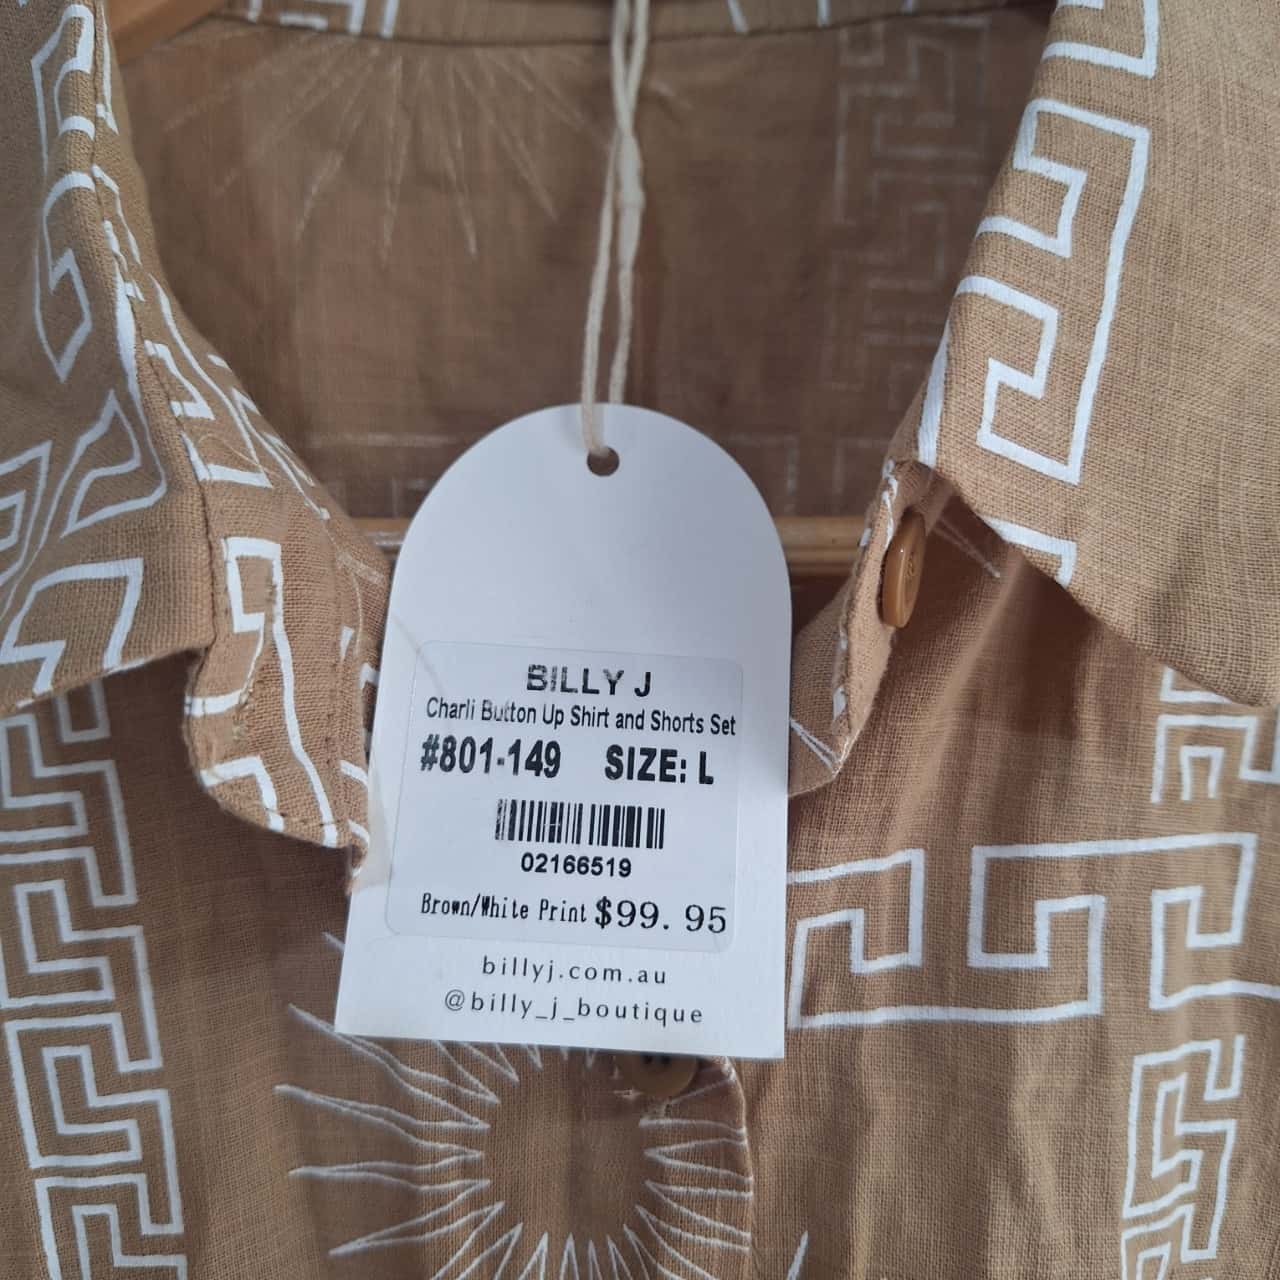 BILLY J
Charli Button Up Shirt and Shorts Set
#801-149 SIZE: L
02166519
Brown/White Print $99.95
billyj.com.au
@billy_j_boutique